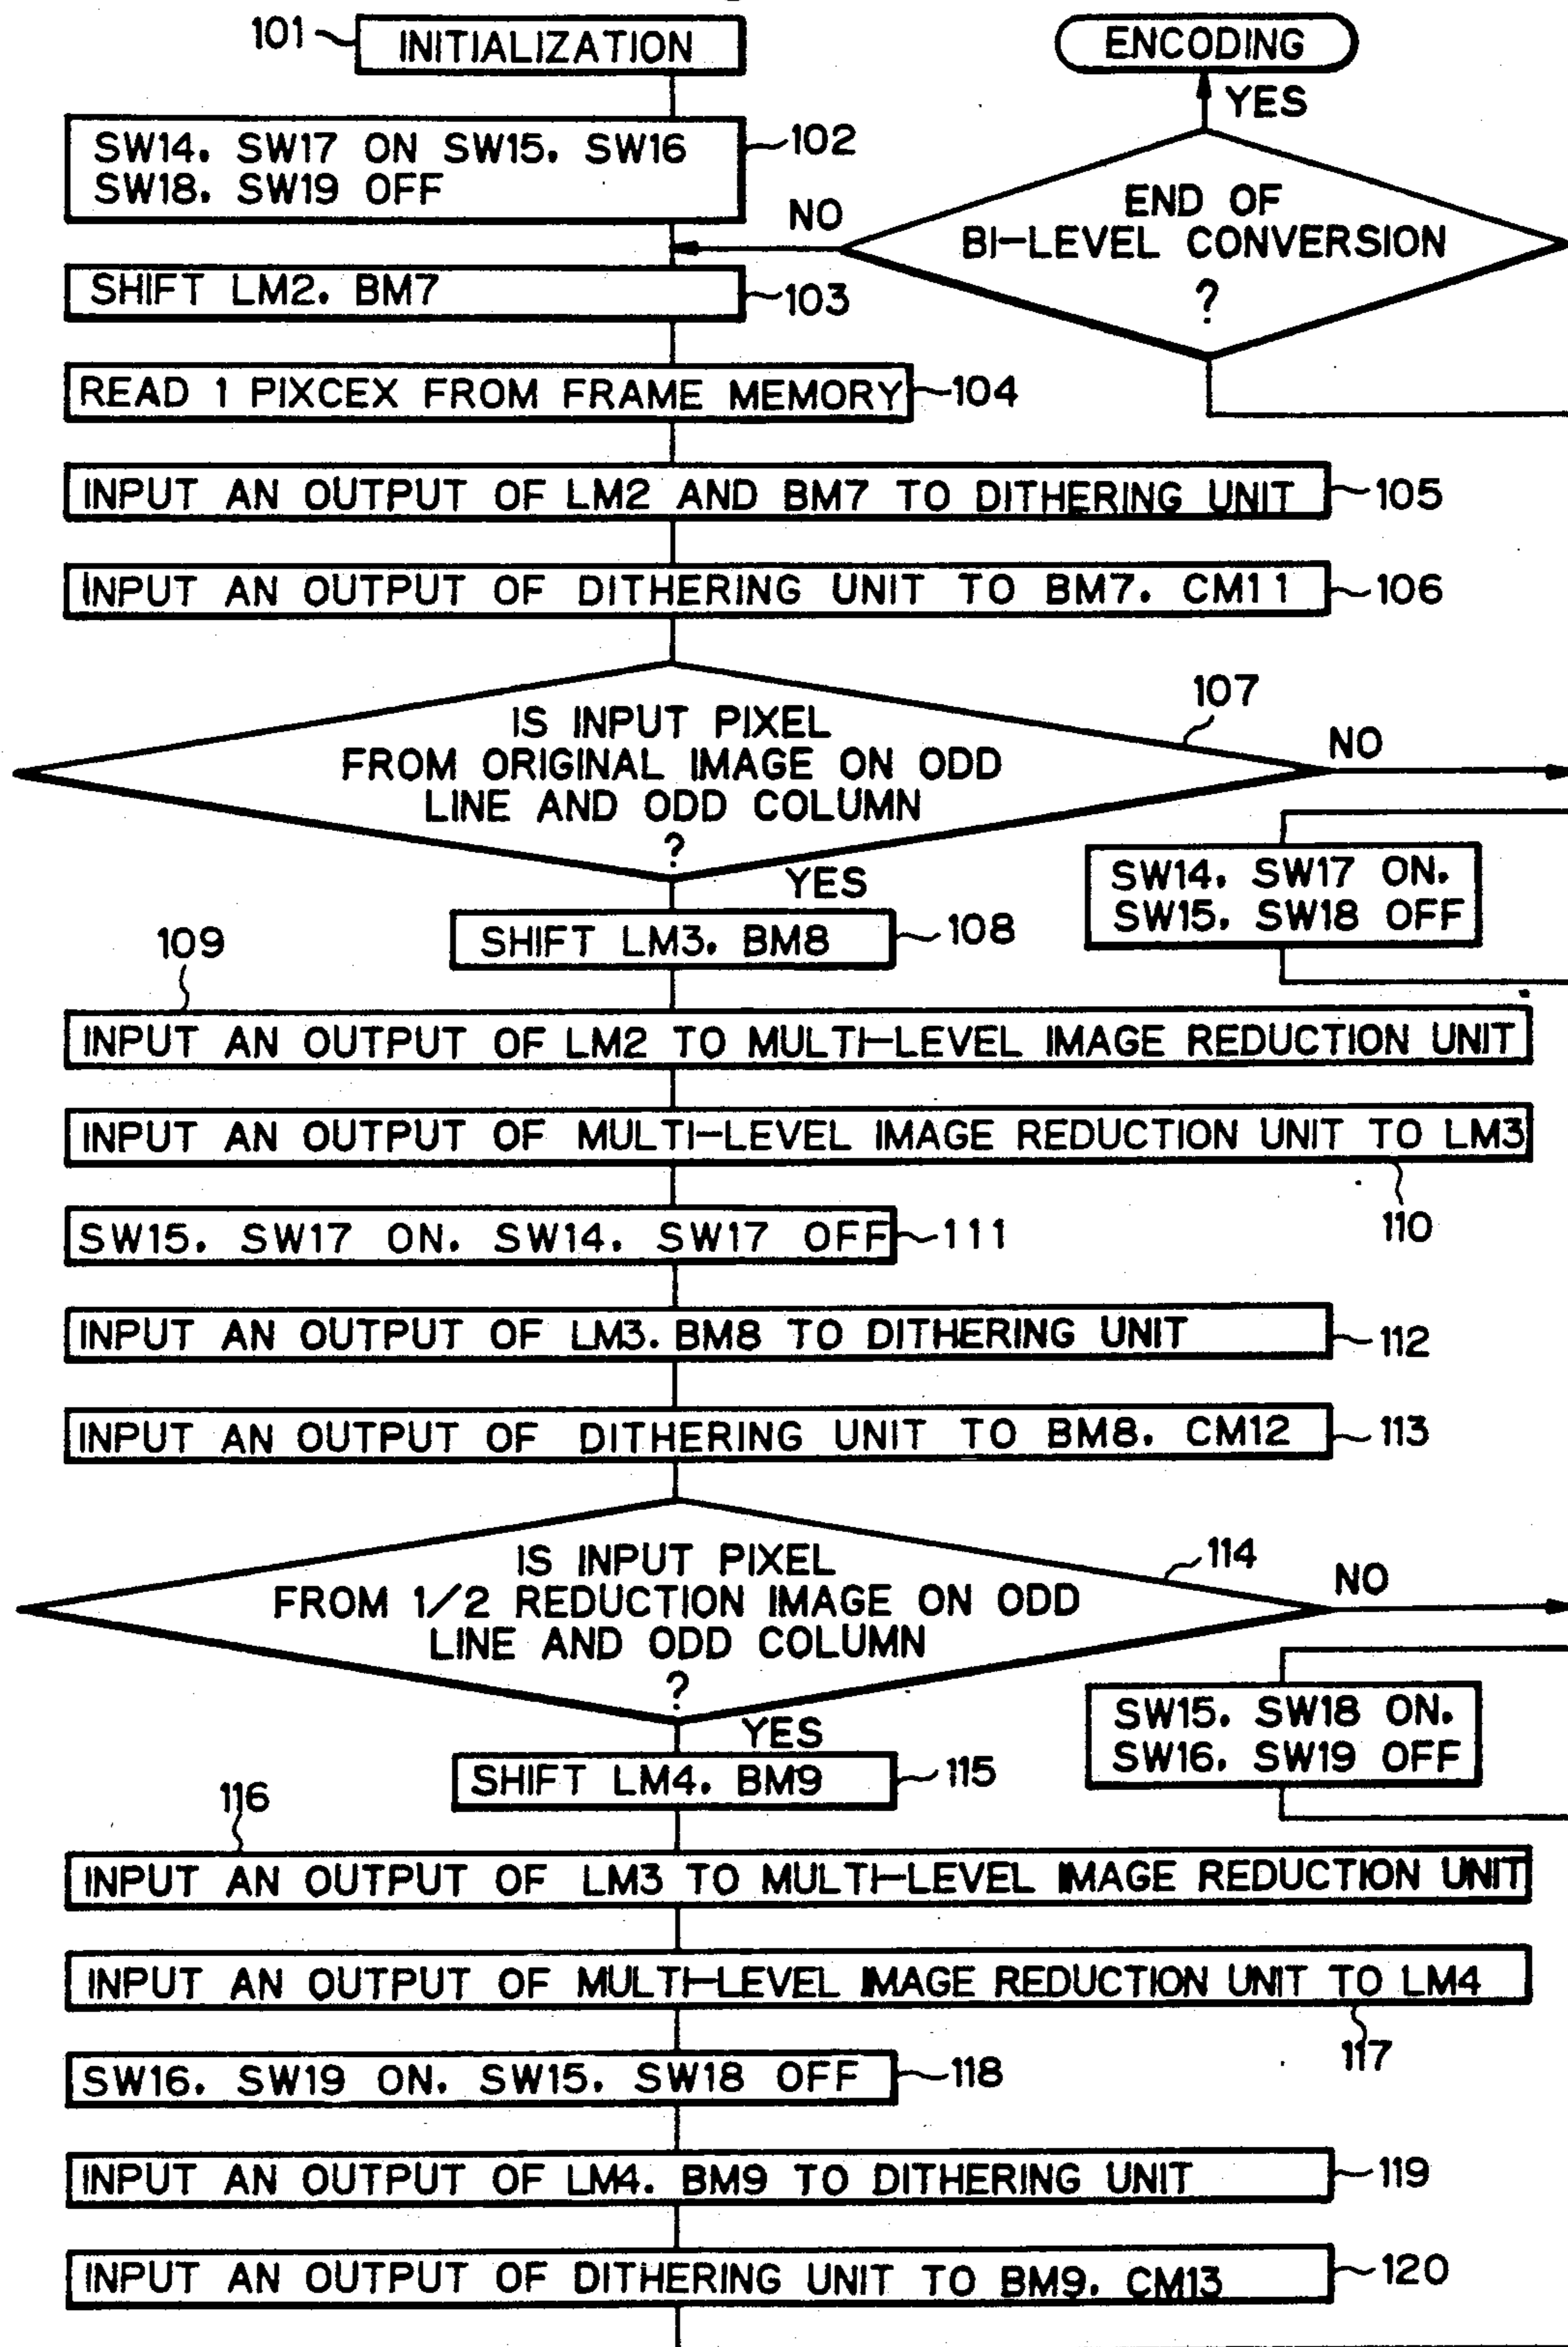 101
INITIALIZATION
ENCODING
YES
SW14. SW17 ON SW15. SW16
SW18. SW19 OFF
102
END OF
BI-LEVEL CONVERSION
?
NO
SHIFT LM2. BM7
103
READ 1 PIXCEX FROM FRAME MEMORY
104
INPUT AN OUTPUT OF LM2 AND BM7 TO DITHERING UNIT
105
INPUT AN OUTPUT OF DITHERING UNIT TO BM7. CM11
106
IS INPUT PIXEL
FROM ORIGINAL IMAGE ON ODD
LINE AND ODD COLUMN
?
107
NO
YES
SW14. SW17 ON.
SW15. SW18 OFF
SHIFT LM3. BM8
108
109
INPUT AN OUTPUT OF LM2 TO MULTI-LEVEL IMAGE REDUCTION UNIT
INPUT AN OUTPUT OF MULTI-LEVEL IMAGE REDUCTION UNIT TO LM3
110
SW15. SW17 ON. SW14. SW17 OFF
111
INPUT AN OUTPUT OF LM3. BM8 TO DITHERING UNIT
112
INPUT AN OUTPUT OF DITHERING UNIT TO BM8. CM12
113
IS INPUT PIXEL
FROM 1/2 REDUCTION IMAGE ON ODD
LINE AND ODD COLUMN
?
114
NO
YES
SW15. SW18 ON.
SW16. SW19 OFF
SHIFT LM4. BM9
115
116
INPUT AN OUTPUT OF LM3 TO MULTI-LEVEL IMAGE REDUCTION UNIT
INPUT AN OUTPUT OF MULTI-LEVEL IMAGE REDUCTION UNIT TO LM4
117
SW16. SW19 ON. SW15. SW18 OFF
118
INPUT AN OUTPUT OF LM4. BM9 TO DITHERING UNIT
119
INPUT AN OUTPUT OF DITHERING UNIT TO BM9. CM13
120